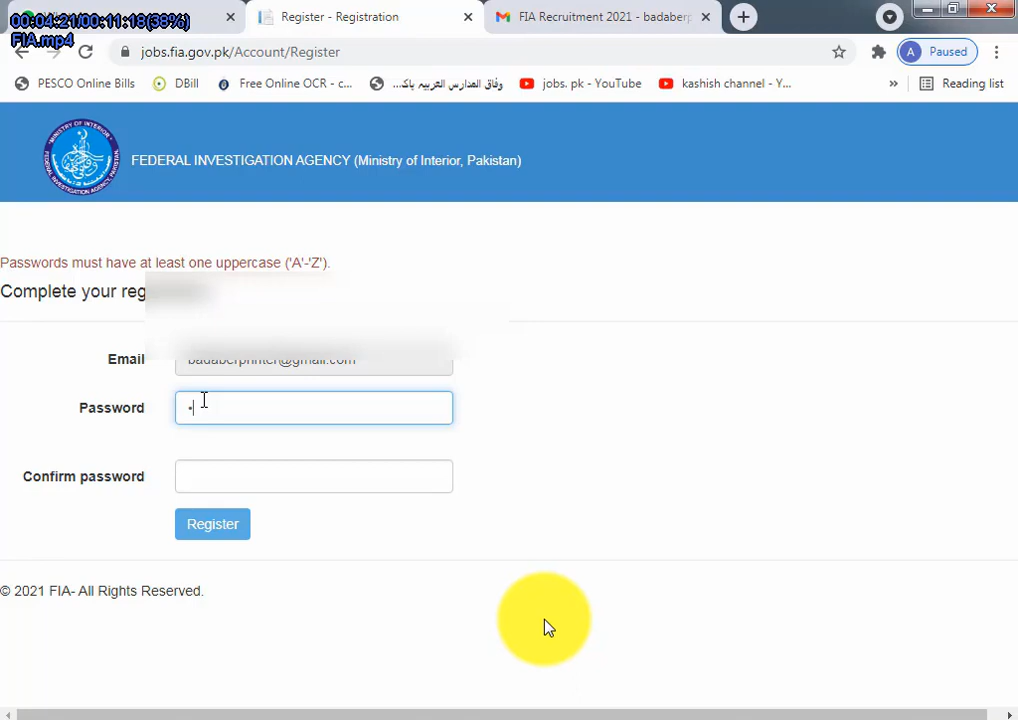 00:04:21/00:11:18(38%)
FIA.mp4
Register - Registration
FIA Recruitment 2021 - badaberp
jobs.fia.gov.pk/Account/Register
A Paused
PESCO Online Bills
DBill
Free Online OCR - c...
وفاق المدارس العربیہ پاک...
jobs. pk - YouTube
kashish channel - Y...
»
Reading list
FEDERAL INVESTIGATION AGENCY (Ministry of Interior, Pakistan)
Passwords must have at least one uppercase ('A'-'Z').
Complete your reg
Email
badaberprinter@gmail.com
Password
Confirm password
Register
© 2021 FIA- All Rights Reserved.